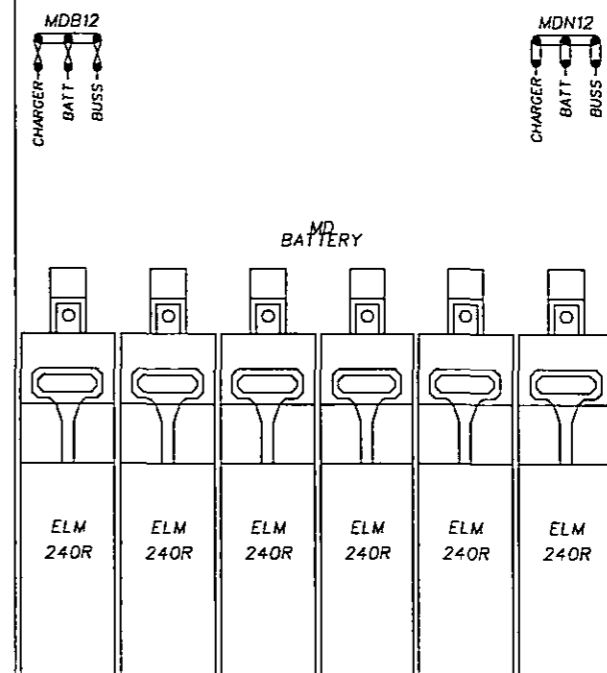 MDB12
CHARGER
BATT
BUSS
MDN12
CHARGER
BATT
BUSS
MD
BATTERY
ELM
240R
ELM
240R
ELM
240R
ELM
240R
ELM
240R
ELM
240R